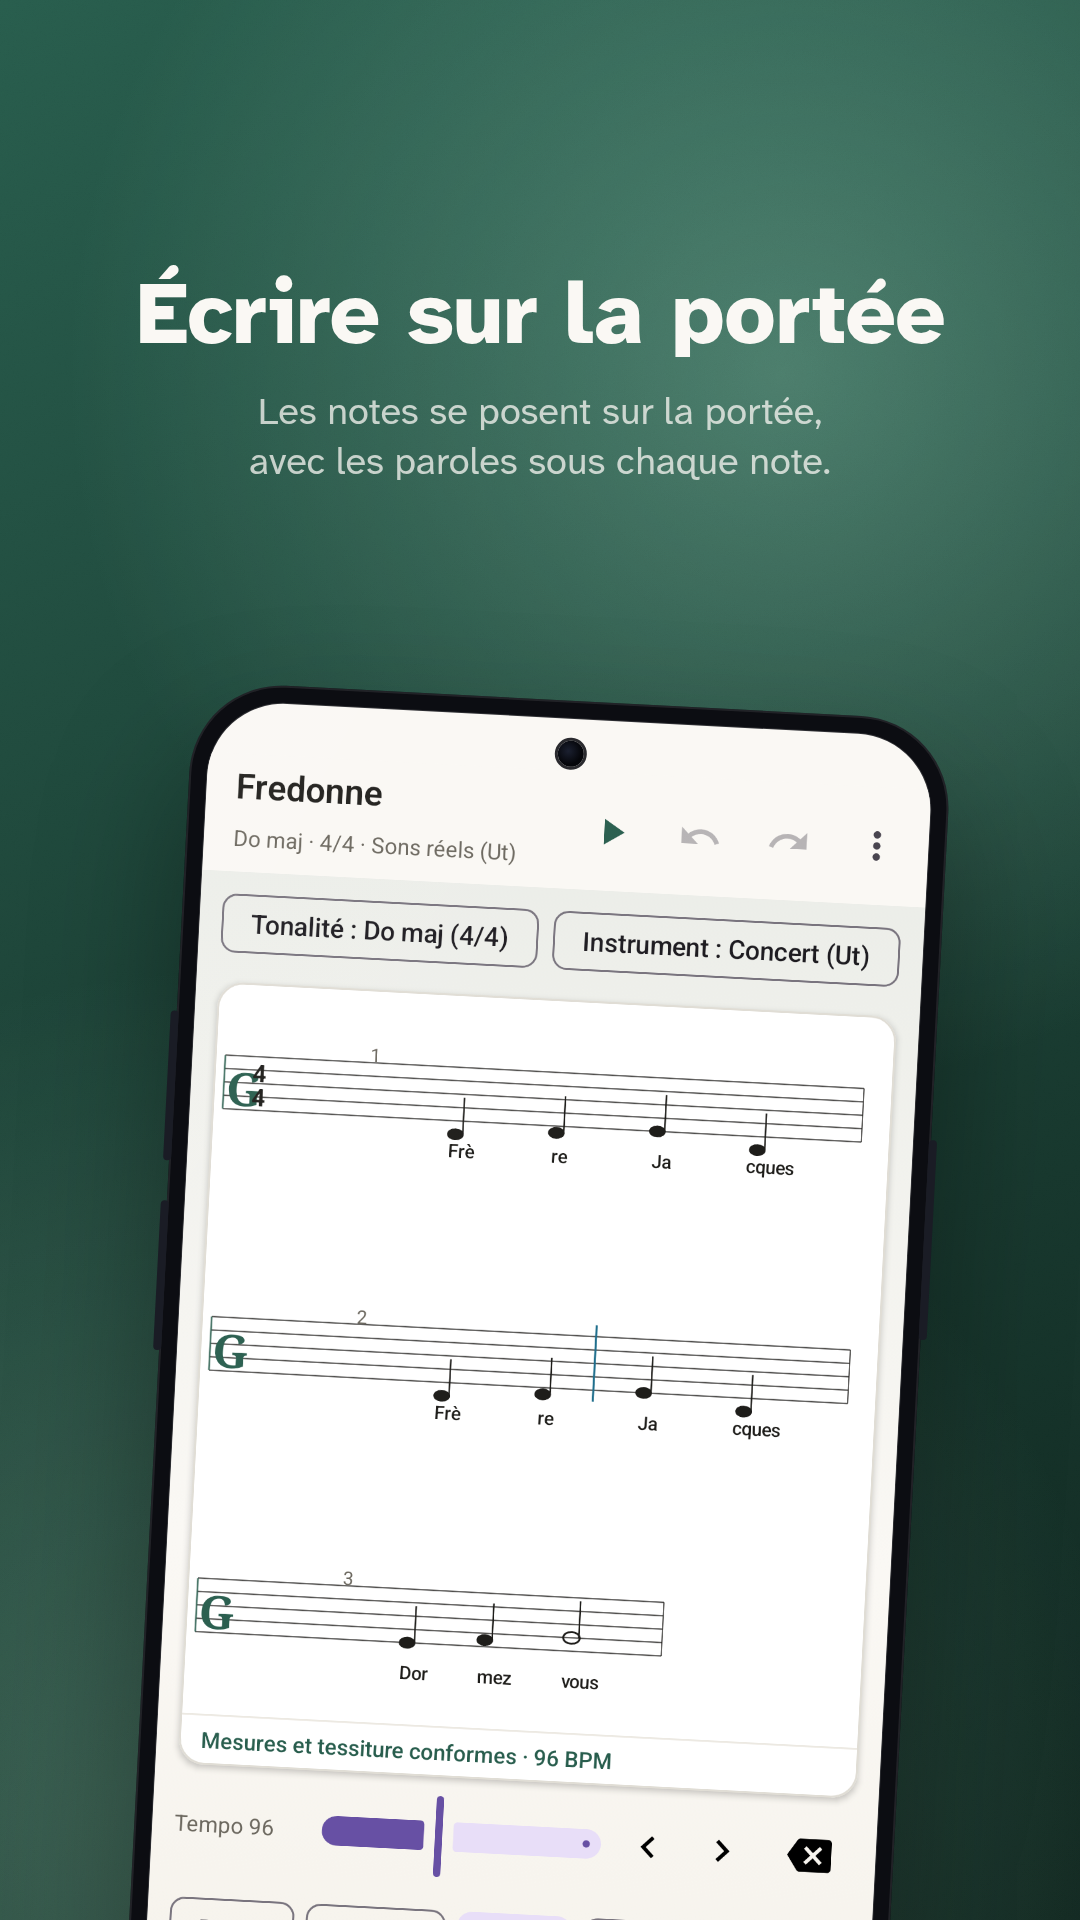 Écrire sur la portée
Les notes se posent sur la portée,
avec les paroles sous chaque note.
Fredonne
Do maj · 4/4 · Sons réels (Ut)
Tonalité : Do maj (4/4)
Instrument : Concert (Ut)
1
G 4 4
Frè re Ja cques
2
G
Frè re Ja cques
3
G
Dor mez vous
Mesures et tessiture conformes · 96 BPM
Tempo 96